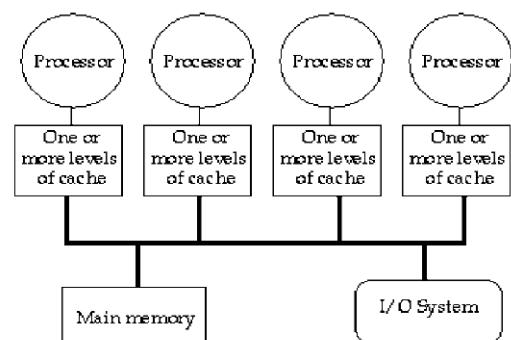 Processor
Processor
Processor
Processor
One or
more levels
of cache
One or
more levels
of cache
One or
more levels
of cache
One or
more levels
of cache
Main memory
I/O System